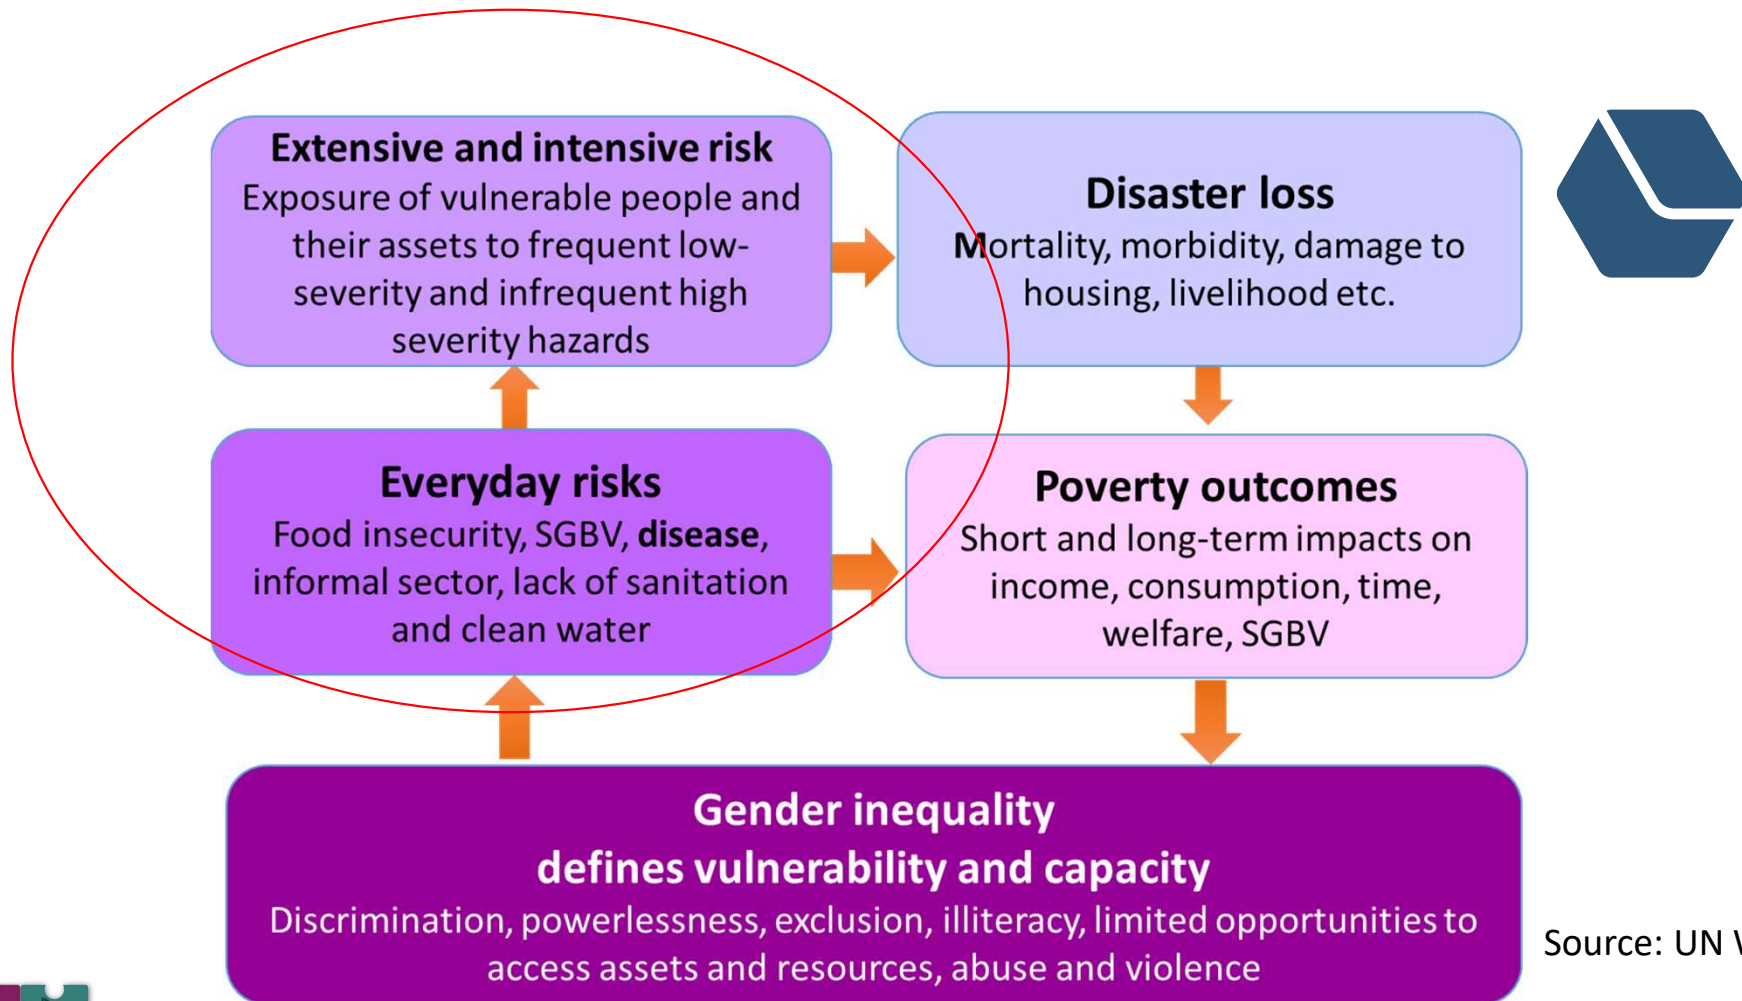 Extensive and intensive risk
Exposure of vulnerable people and
their assets to frequent low-
severity and infrequent high
severity hazards
Disaster loss
Mortality, morbidity, damage to
housing, livelihood etc.
Everyday risks
Food insecurity, SGBV, disease,
informal sector, lack of sanitation
and clean water
Poverty outcomes
Short and long-term impacts on
income, consumption, time,
welfare, SGBV
Gender inequality
defines vulnerability and capacity
Discrimination, powerlessness, exclusion, illiteracy, limited opportunities to
access assets and resources, abuse and violence
Source: UN